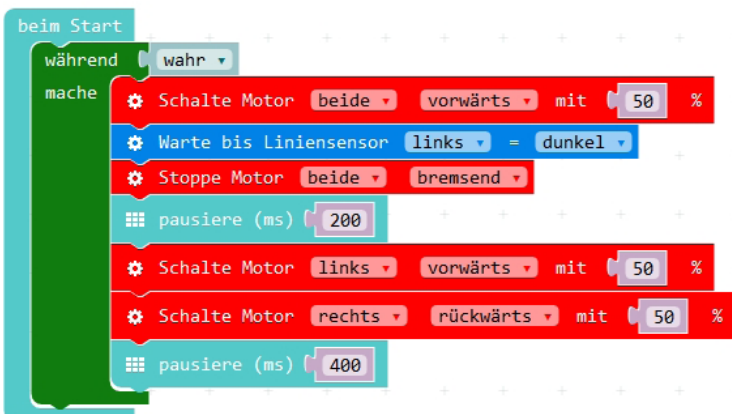 beim Start
während wahr
mache
Schalte Motor beide vorwärts mit 50 %
Warte bis Liniensensor links = dunkel
Stoppe Motor beide bremsend
pausiere (ms) 200
Schalte Motor links vorwärts mit 50 %
Schalte Motor rechts rückwärts mit 50 %
pausiere (ms) 400